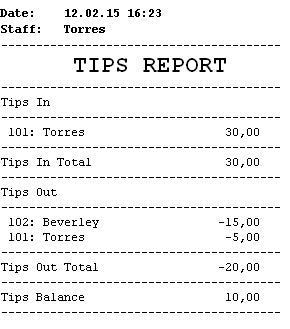 Date: 12.02.15 16:23
Staff: Torres
TIPS REPORT
Tips In
101: Torres 30,00
Tips In Total 30,00
Tips Out
102: Beverley -15,00
101: Torres -5,00
Tips Out Total -20,00
Tips Balance 10,00